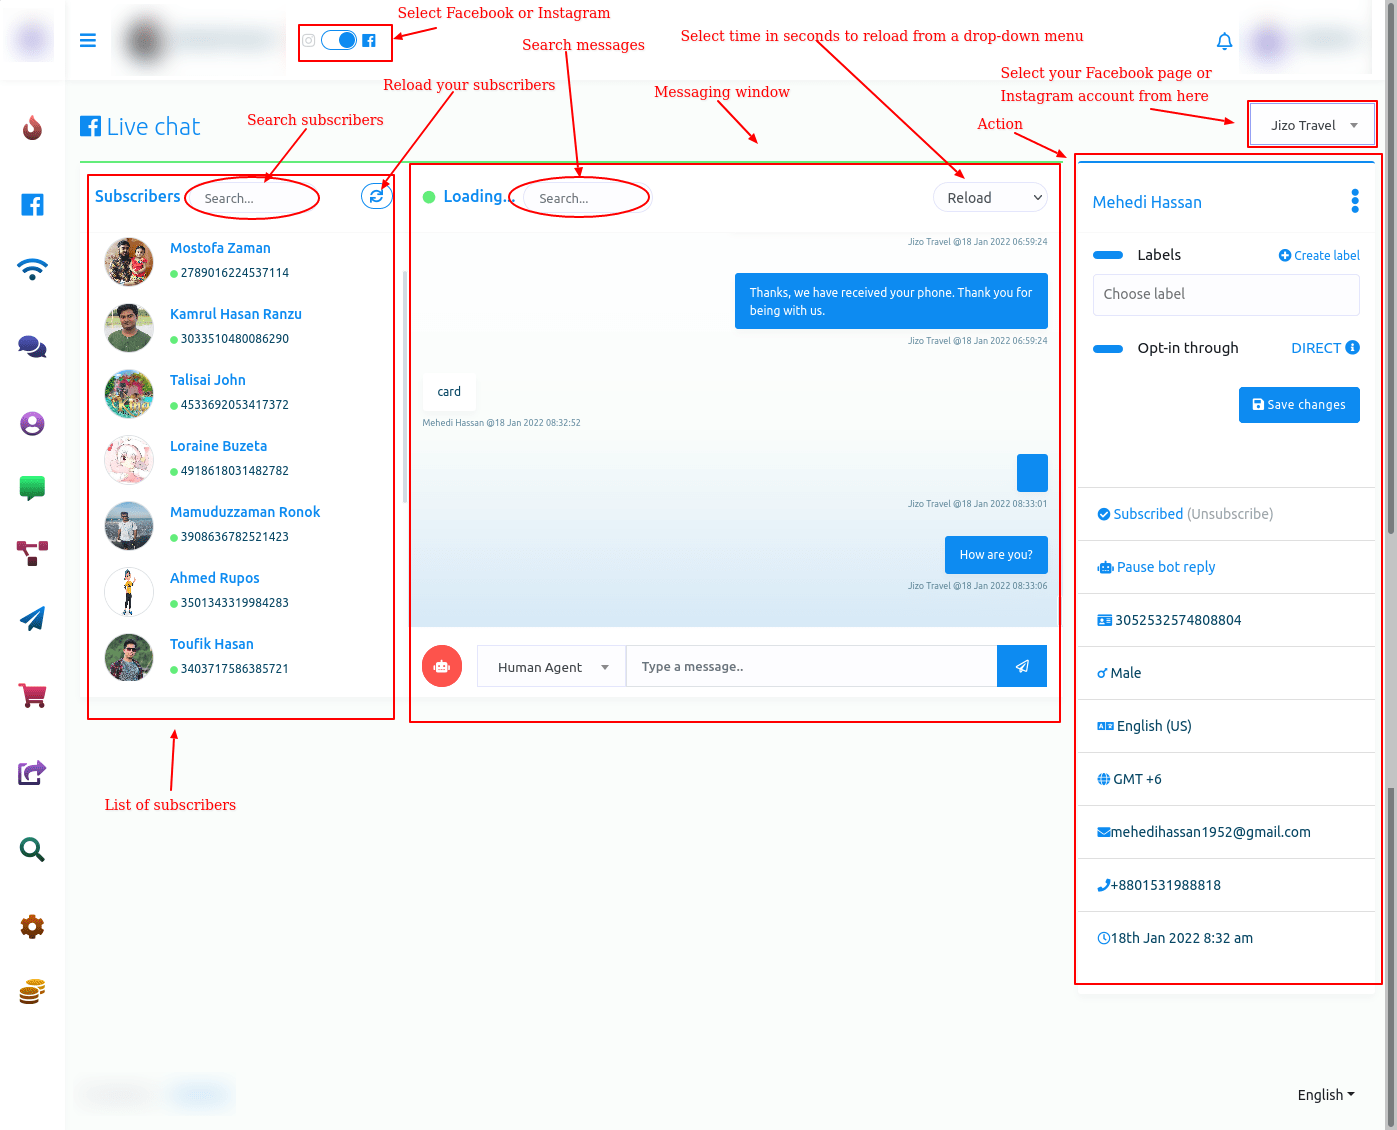 Select Facebook or Instagram
Search messages
Select time in seconds to reload from a drop-down menu
Reload your subscribers
Messaging window
Select your Facebook page or
Instagram account from here
Search subscribers
Action
Live chat
Jizo Travel
Subscribers
Search...
Loading...
Search...
Reload
Mostofa Zaman
2789016224537114
Kamrul Hasan Ranzu
3033510480086290
Talisai John
4533692053417372
Loraine Buzeta
4918618031482782
Mamuduzzaman Ronok
3908636782521423
Ahmed Rupos
3501343319984283
Toufik Hasan
3403717586385721
List of subscribers
Jizo Travel @18 Jan 2022 06:59:24
Thanks, we have received your phone. Thank you for
being with us.
Jizo Travel @18 Jan 2022 06:59:24
card
Mehedi Hassan @18 Jan 2022 08:32:52
Jizo Travel @18 Jan 2022 08:33:01
How are you?
Jizo Travel @18 Jan 2022 08:33:06
Human Agent
Type a message..
Mehedi Hassan
Labels
Create label
Choose label
Opt-in through
DIRECT
Save changes
Subscribed (Unsubscribe)
Pause bot reply
3052532574808804
Male
English (US)
GMT +6
mehedihassan1952@gmail.com
+8801531988818
18th Jan 2022 8:32 am
English